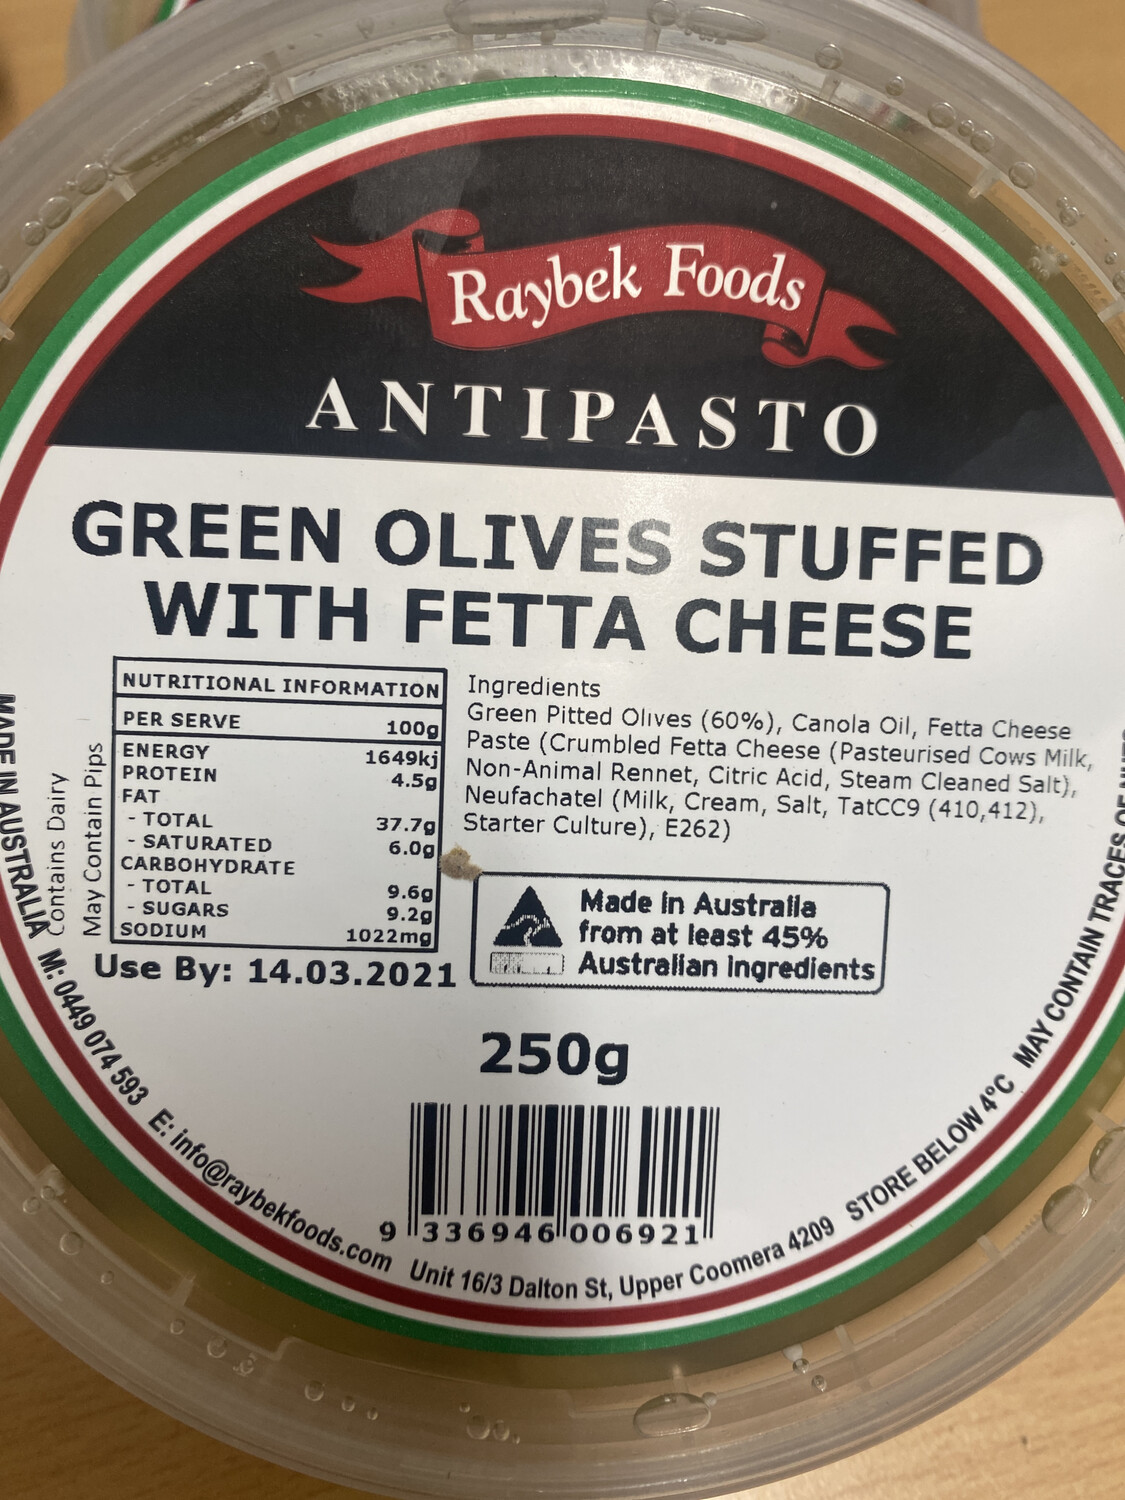 Raybek Foods
ANTIPASTO
GREEN OLIVES STUFFED
WITH FETTA CHEESE
NUTRITIONAL INFORMATION
PER SERVE 100g
ENERGY 1649kj
PROTEIN 4.5g
FAT
- TOTAL 37.7g
- SATURATED 6.0g
CARBOHYDRATE
- TOTAL 9.6g
- SUGARS 9.2g
SODIUM 1022mg
Ingredients
Green Pitted Olives (60%), Canola Oil, Fetta Cheese
Paste (Crumbled Fetta Cheese (Pasteurised Cows Milk,
Non-Animal Rennet, Citric Acid, Steam Cleaned Salt),
Neufachatel (Milk, Cream, Salt, TatCC9 (410,412),
Starter Culture), E262)
Contains Dairy
May Contain Pips
Made in Australia
from at least 45%
Australian ingredients
Use By: 14.03.2021
250g
9 336946 006921
MADE IN AUSTRALIA M: 0449 074 593 E: info@raybekfoods.com Unit 16/3 Dalton St, Upper Coomera 4209 STORE BELOW 4°C MAY CONTAIN TRACES OF